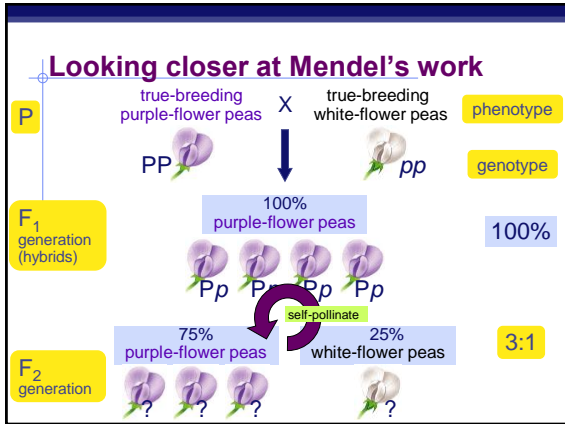 Looking closer at Mendel's work
P
true-breeding
purple-flower peas
X
true-breeding
white-flower peas
phenotype
PP
pp
genotype
F1
generation
(hybrids)
100%
purple-flower peas
100%
Pp Pp Pp Pp
self-pollinate
75%
purple-flower peas
25%
white-flower peas
3:1
F2
generation
? ? ? ?